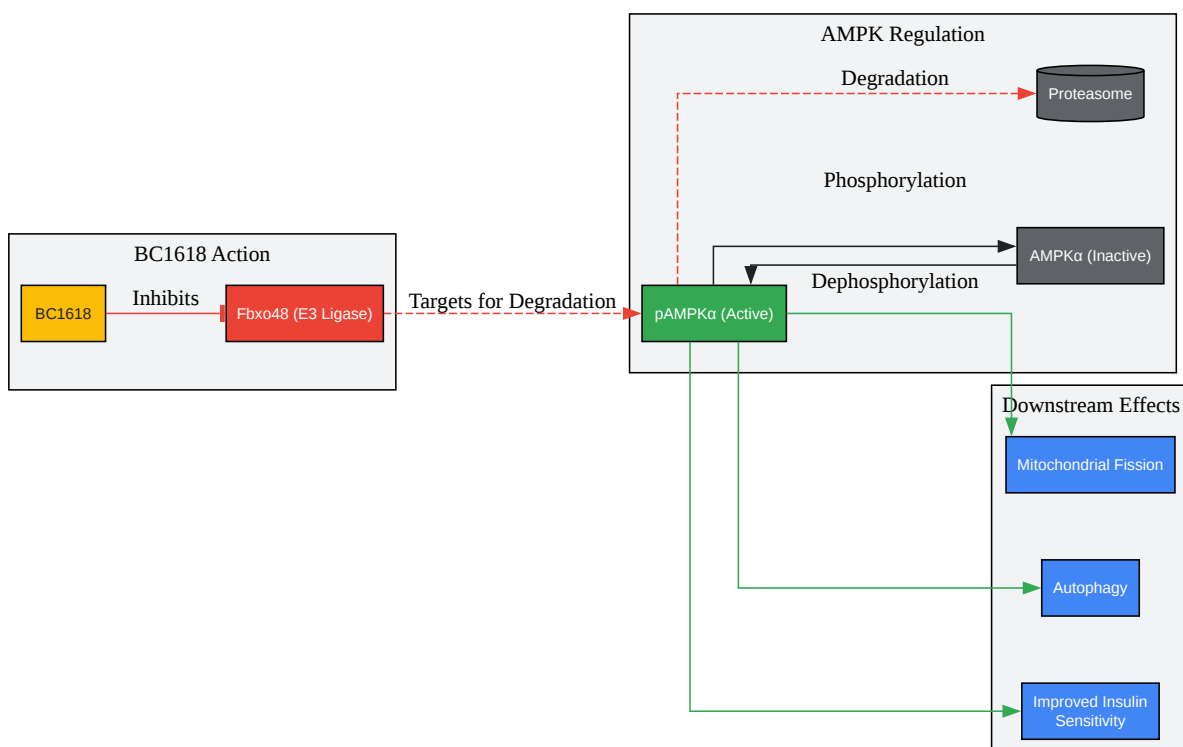 AMPK Regulation
Degradation
Proteasome
Phosphorylation
BC1618 Action
AMPKα (Inactive)
Dephosphorylation
Inhibits
Targets for Degradation
BC1618
Fbxo48 (E3 Ligase)
pAMPKα (Active)
Downstream Effects
Mitochondrial Fission
Autophagy
Improved Insulin
Sensitivity